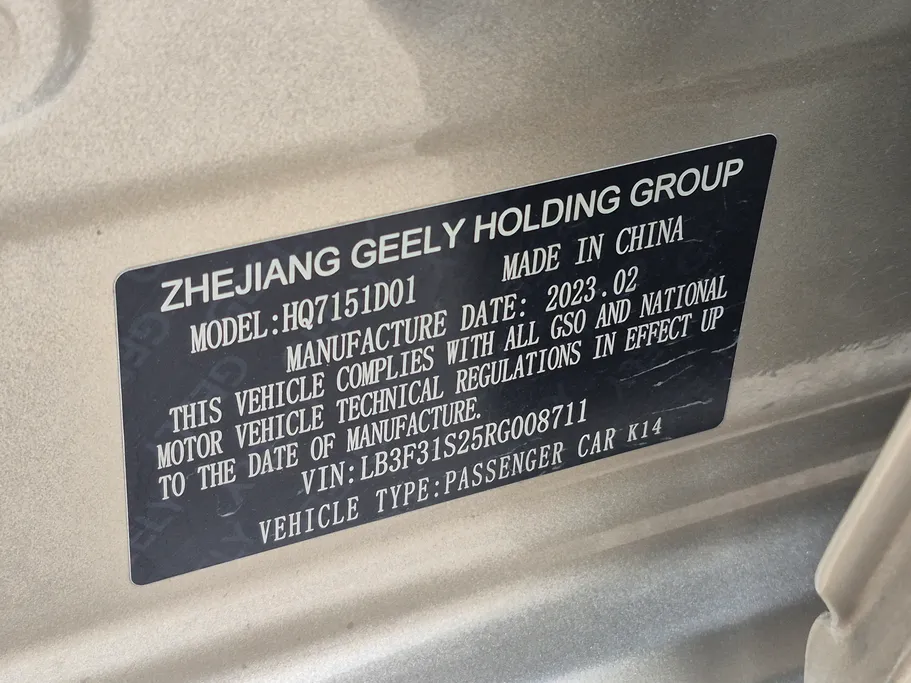 ZHEJIANG GEELY HOLDING GROUP
MODEL:HQ7151D01 MADE IN CHINA
MANUFACTURE DATE: 2023.02
THIS VEHICLE COMPLIES WITH ALL GSO AND NATIONAL
MOTOR VEHICLE TECHNICAL REGULATIONS IN EFFECT UP
TO THE DATE OF MANUFACTURE.
VIN:LB3F31S25RG008711
VEHICLE TYPE:PASSENGER CAR K14